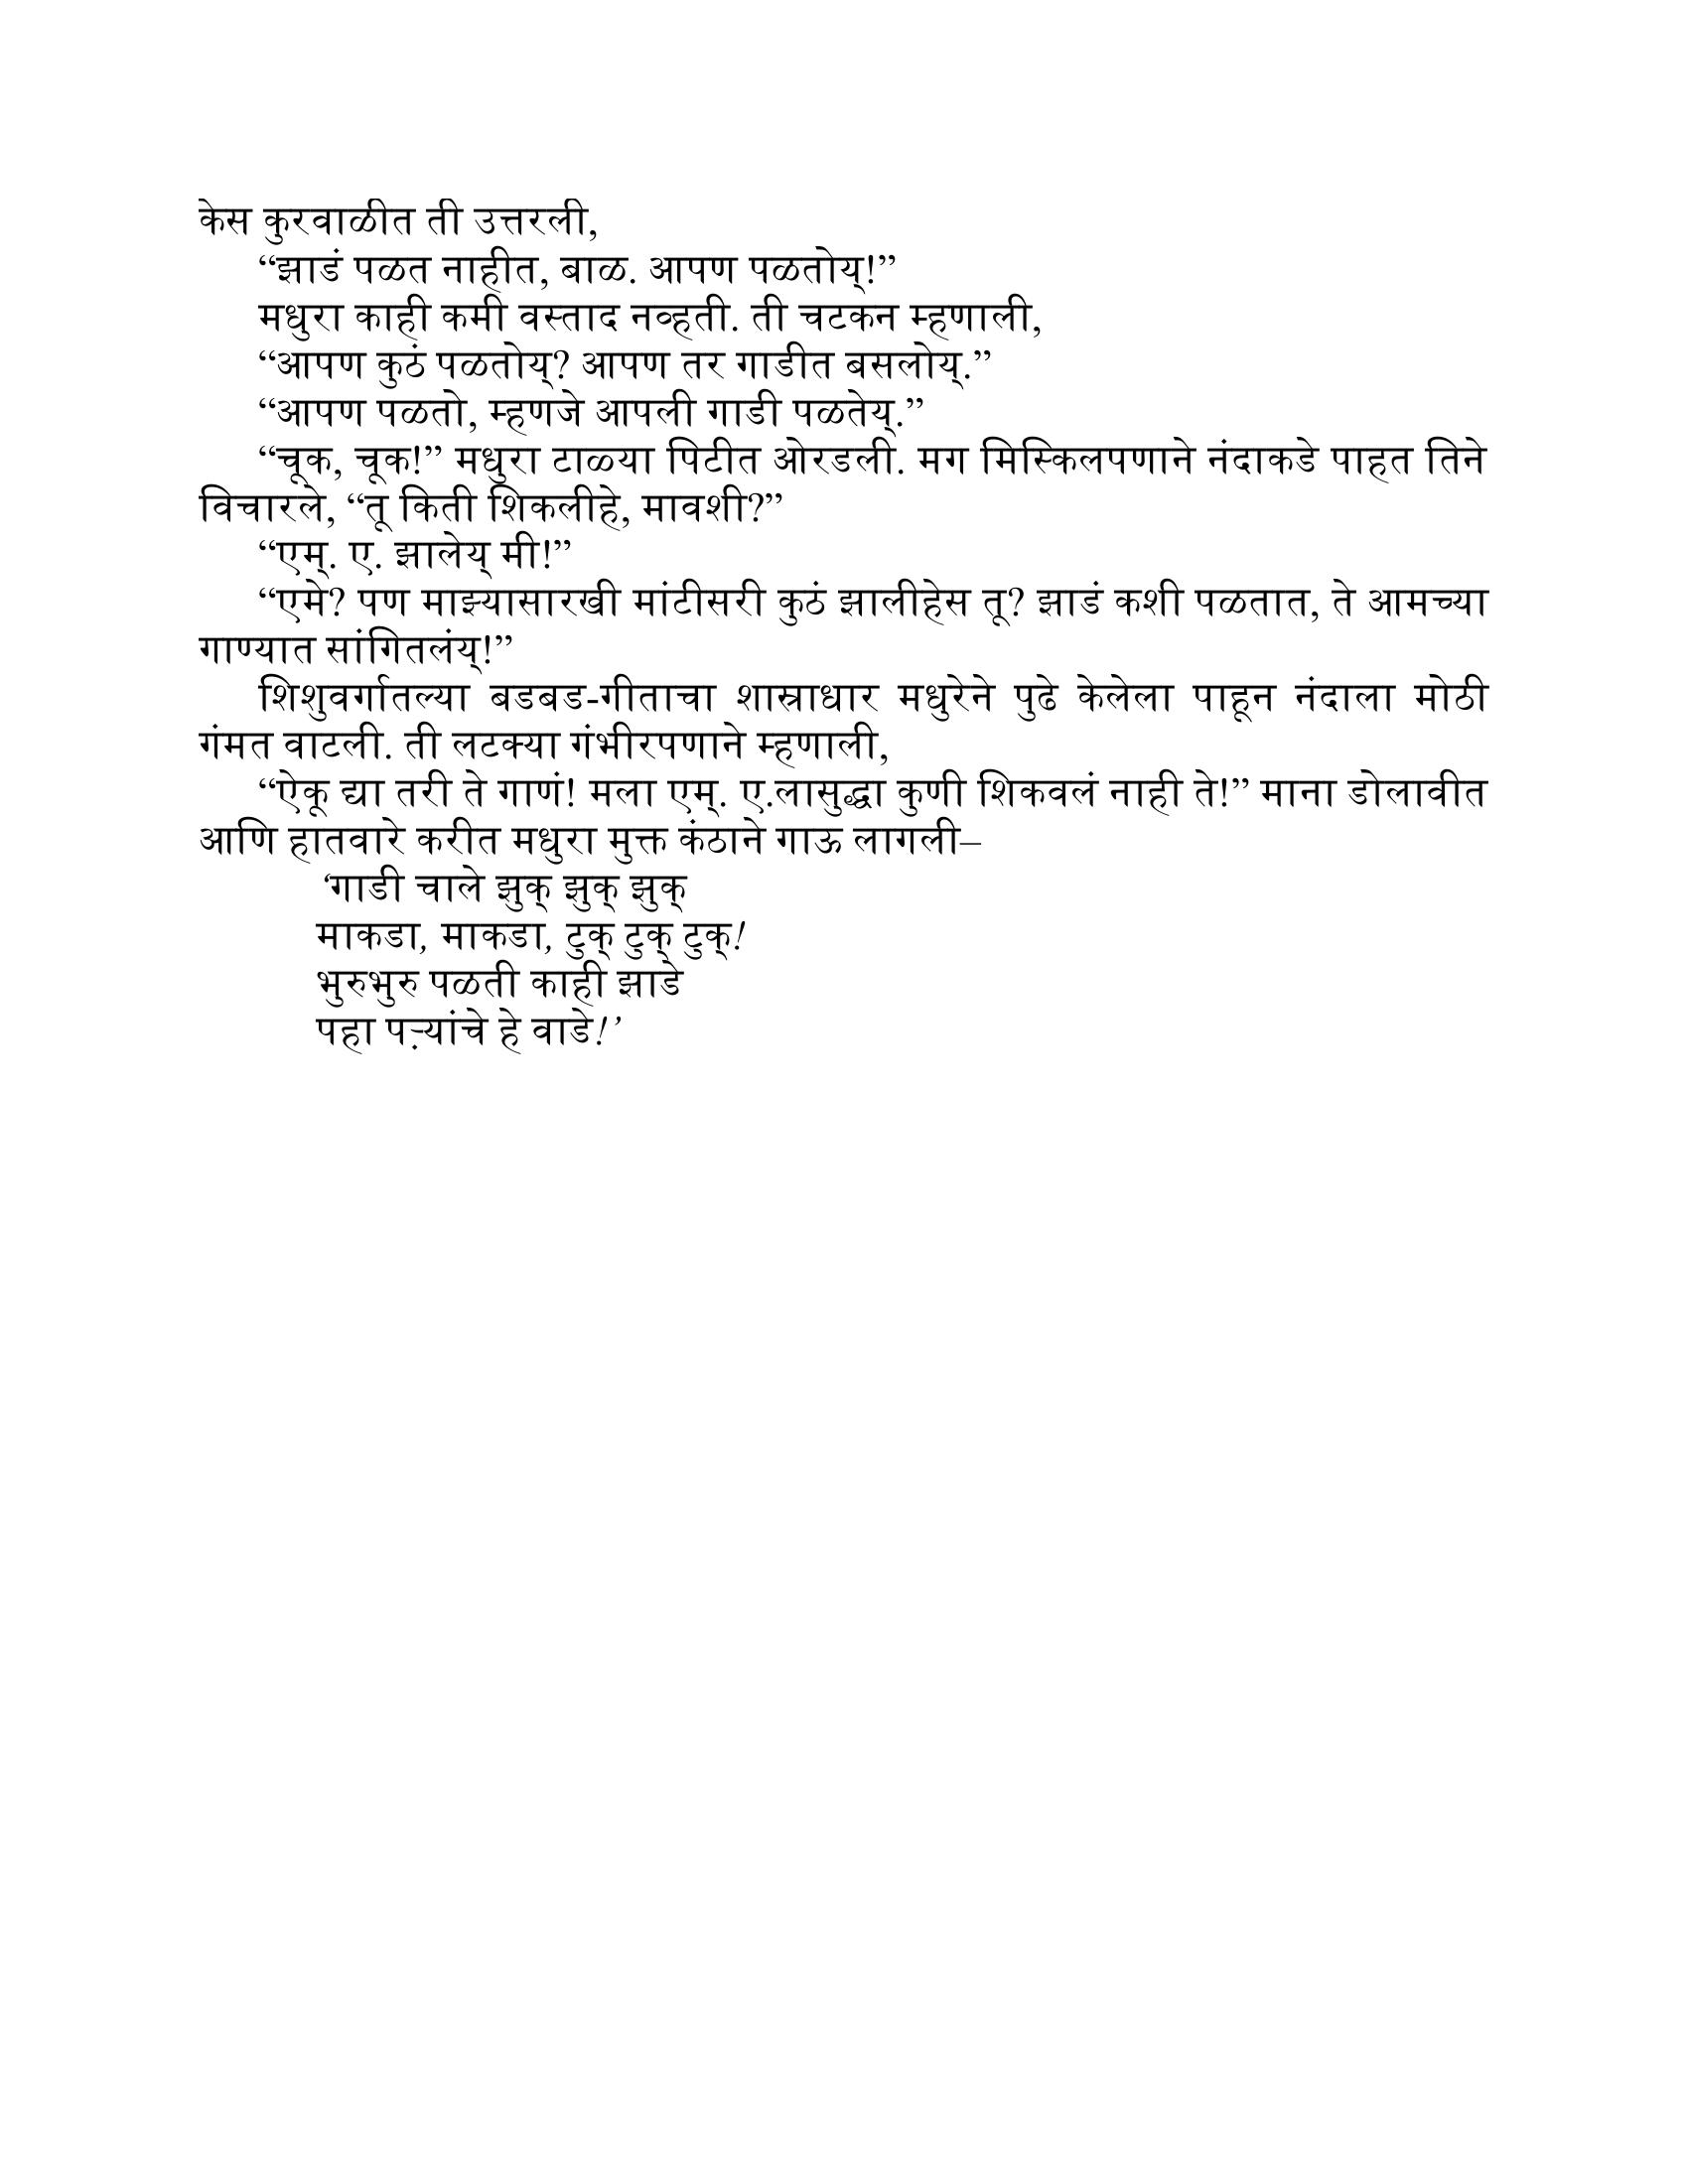 केस कुरवाळीत ती उत्तरली,
“झाडं पळत नाहीत, बाळ. आपण पळतोय्!”
मधुरा काही कमी वस्ताद नव्हती. ती चटकन म्हणाली,
“आपण कुठं पळतोय्? आपण तर गाडीत बसलोय्.”
“आपण पळतो, म्हणजे आपली गाडी पळतेय्.”
“चूक, चूक!” मधुरा टाळ्या पिटीत ओरडली. मग मिस्किलपणाने नंदाकडे पाहत तिने
विचारले, “तू किती शिकलीहे, मावशी?”
“एम्. ए. झालेय् मी!”
“एमे? पण माझ्यासारखी मांटीसरी कुठं झालीहेस तू? झाडं कशी पळतात, ते आमच्या
गाण्यात सांगितलंय्!”
शिशुवर्गातल्या बडबड-गीताचा शास्राधार मधुरेने पुढे केलेला पाहून नंदाला मोठी
गंमत वाटली. ती लटक्या गंभीरपणाने म्हणाली,
“ऐकू द्या तरी ते गाणं! मला एम्. ए.लासुद्धा कुणी शिकवलं नाही ते!” माना डोलावीत
आणि हातवारे करीत मधुरा मुक्त कंठाने गाऊ लागली–
‘गाडी चाले झुक् झुक् झुक्
माकडा, माकडा, टुक् टुक् टुक्!
भुरुभुरु पळती काही झाडे
पहा पऱ्यांचे हे वाडे!’